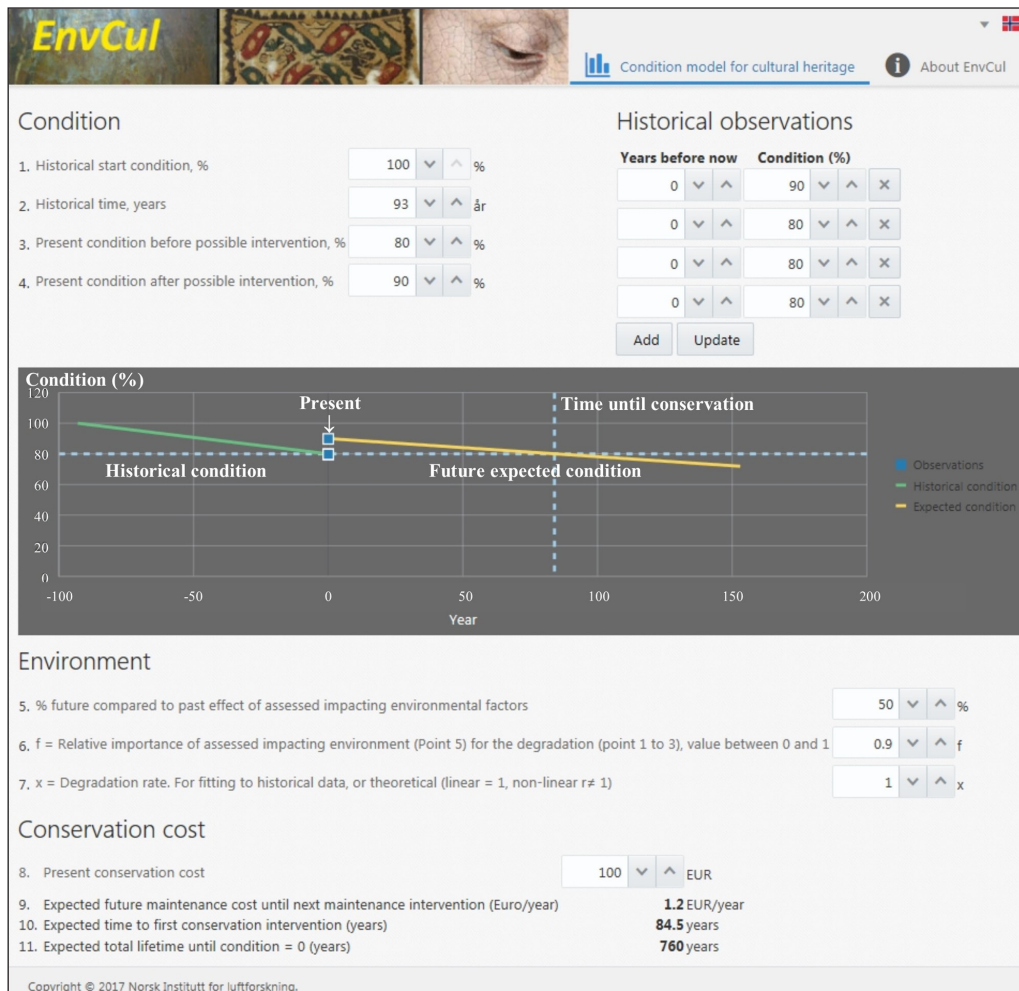 EnvCul
Condition model for cultural heritage
i About EnvCul
Condition
1. Historical start condition, % 100 %
2. Historical time, years 93 år
3. Present condition before possible intervention, % 80 %
4. Present condition after possible intervention, % 90 %
Historical observations
Years before now Condition (%)
0 90
0 80
0 80
0 80
Add Update
Condition (%)
120
100
80
60
40
20
0
Present
Time until conservation
Historical condition
Future expected condition
Observations
Historical condition
Expected condition
-100 -50 0 50 100 150 200
Year
Environment
5. % future compared to past effect of assessed impacting environmental factors 50 %
6. f = Relative importance of assessed impacting environment (Point 5) for the degradation (point 1 to 3), value between 0 and 1 0.9 f
7. x = Degradation rate. For fitting to historical data, or theoretical (linear = 1, non-linear r≠ 1) 1 x
Conservation cost
8. Present conservation cost 100 EUR
9. Expected future maintenance cost until next maintenance intervention (Euro/year) 1.2 EUR/year
10. Expected time to first conservation intervention (years) 84.5 years
11. Expected total lifetime until condition = 0 (years) 760 years
Copyright © 2017 Norsk Institutt for luftforskning.